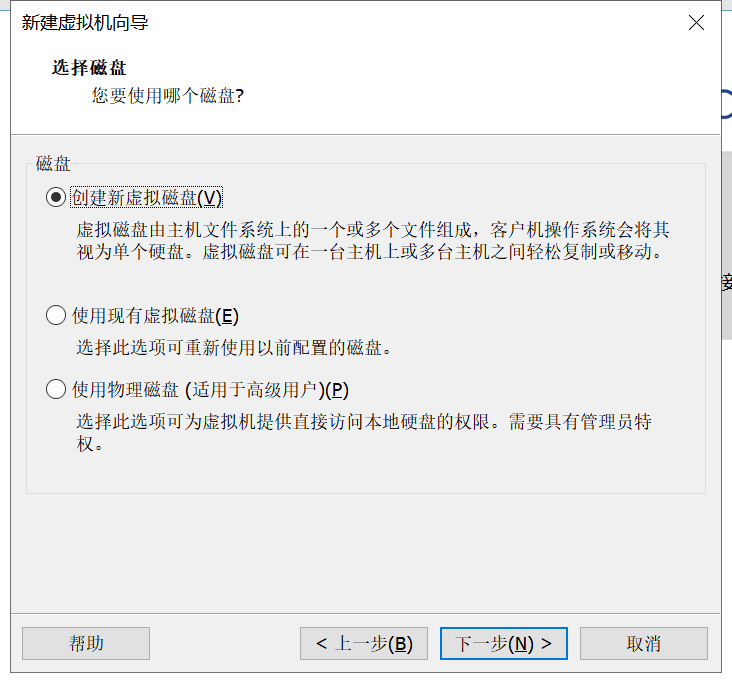 新建虚拟机向导
选择磁盘
您要使用哪个磁盘?
磁盘
创建新虚拟磁盘(V)
虚拟磁盘由主机文件系统上的一个或多个文件组成，客户机操作系统会将其
视为单个硬盘。虚拟磁盘可在一台主机上或多台主机之间轻松复制或移动。
使用现有虚拟磁盘(E)
选择此选项可重新使用以前配置的磁盘。
使用物理磁盘 (适用于高级用户)(P)
选择此选项可为虚拟机提供直接访问本地硬盘的权限。需要具有管理员特
权。
帮助
< 上一步(B)
下一步(N) >
取消